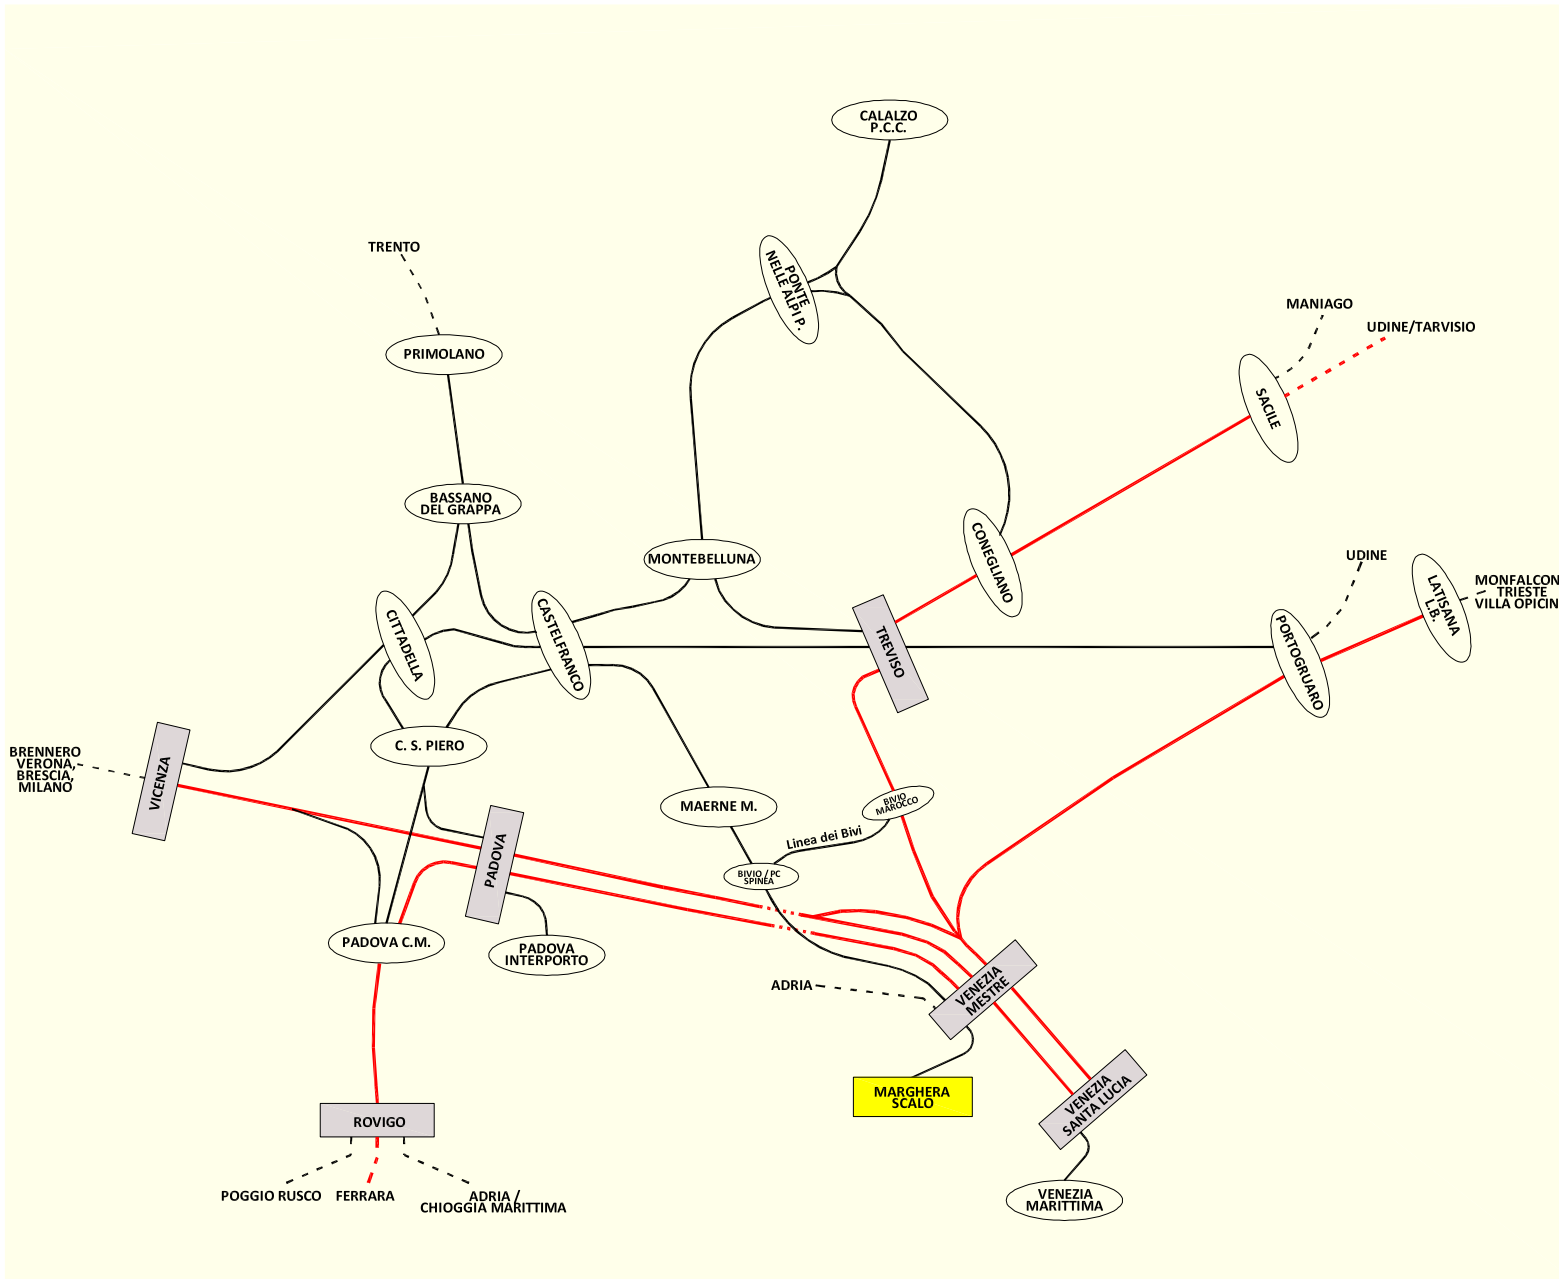 CALALZO
P.C.C.
TRENTO
PONTE
NELLE ALPI P.
MANIAGO
UDINE/TARVISIO
PRIMOLANO
SACILE
BASSANO
DEL GRAPPA
MONTEBELLUNA
CONEGLIANO
UDINE
LATISANA
L.B.
MONFALCON
TRIESTE
VILLA OPICIN
CITTADELLA
CASTELFRANCO
TREVISO
PORTOGRUARO
C. S. PIERO
BRENNERO
VERONA,
BRESCIA,
MILANO
VICENZA
MAERNE M.
BIVIO
MAROCCO
Linea dei Bivi
PADOVA
BIVIO / PC
SPINEA
PADOVA C.M.
PADOVA
INTERPORTO
ADRIA
VENEZIA
MESTRE
MARGHERA
SCALO
VENEZIA
SANTA LUCIA
ROVIGO
POGGIO RUSCO
FERRARA
ADRIA /
CHIOGGIA MARITTIMA
VENEZIA
MARITTIMA